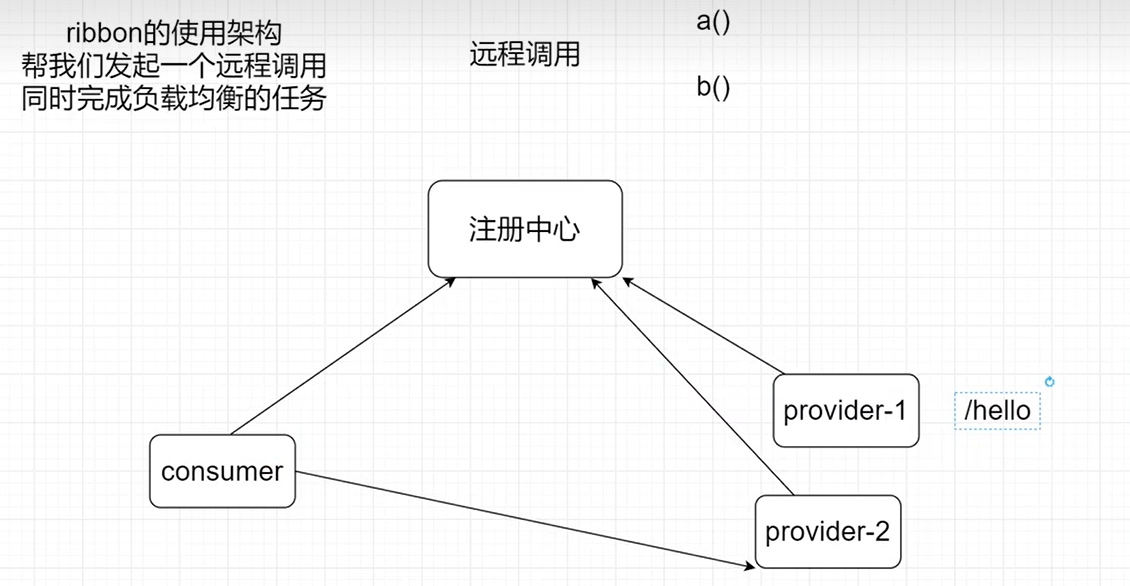 ribbon的使用架构
帮我们发起一个远程调用
同时完成负载均衡的任务
远程调用
a()
b()
注册中心
provider-1
/hello
consumer
provider-2